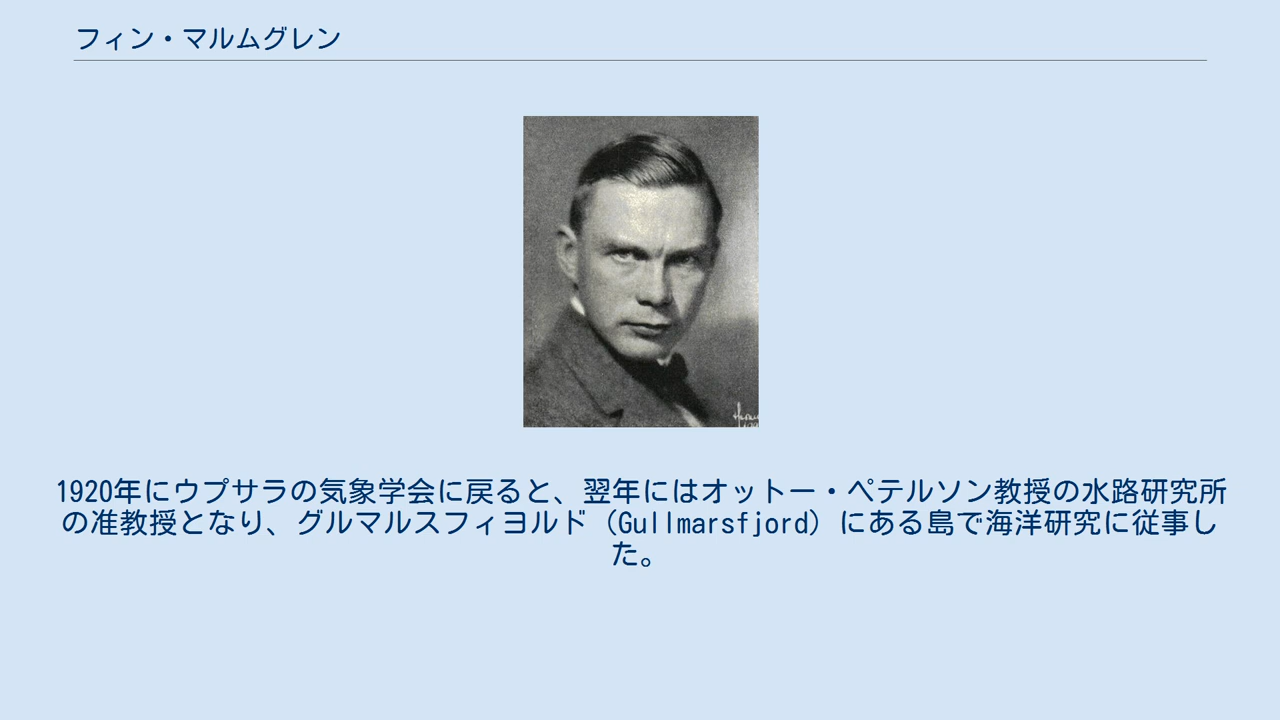 フィン・マルムグレン
1920年にウプサラの気象学会に戻ると、翌年にはオットー・ペテルソン教授の水路研究所
の准教授となり、グルマルスフィヨルド（Gullmarsfjord）にある島で海洋研究に従事し
た。